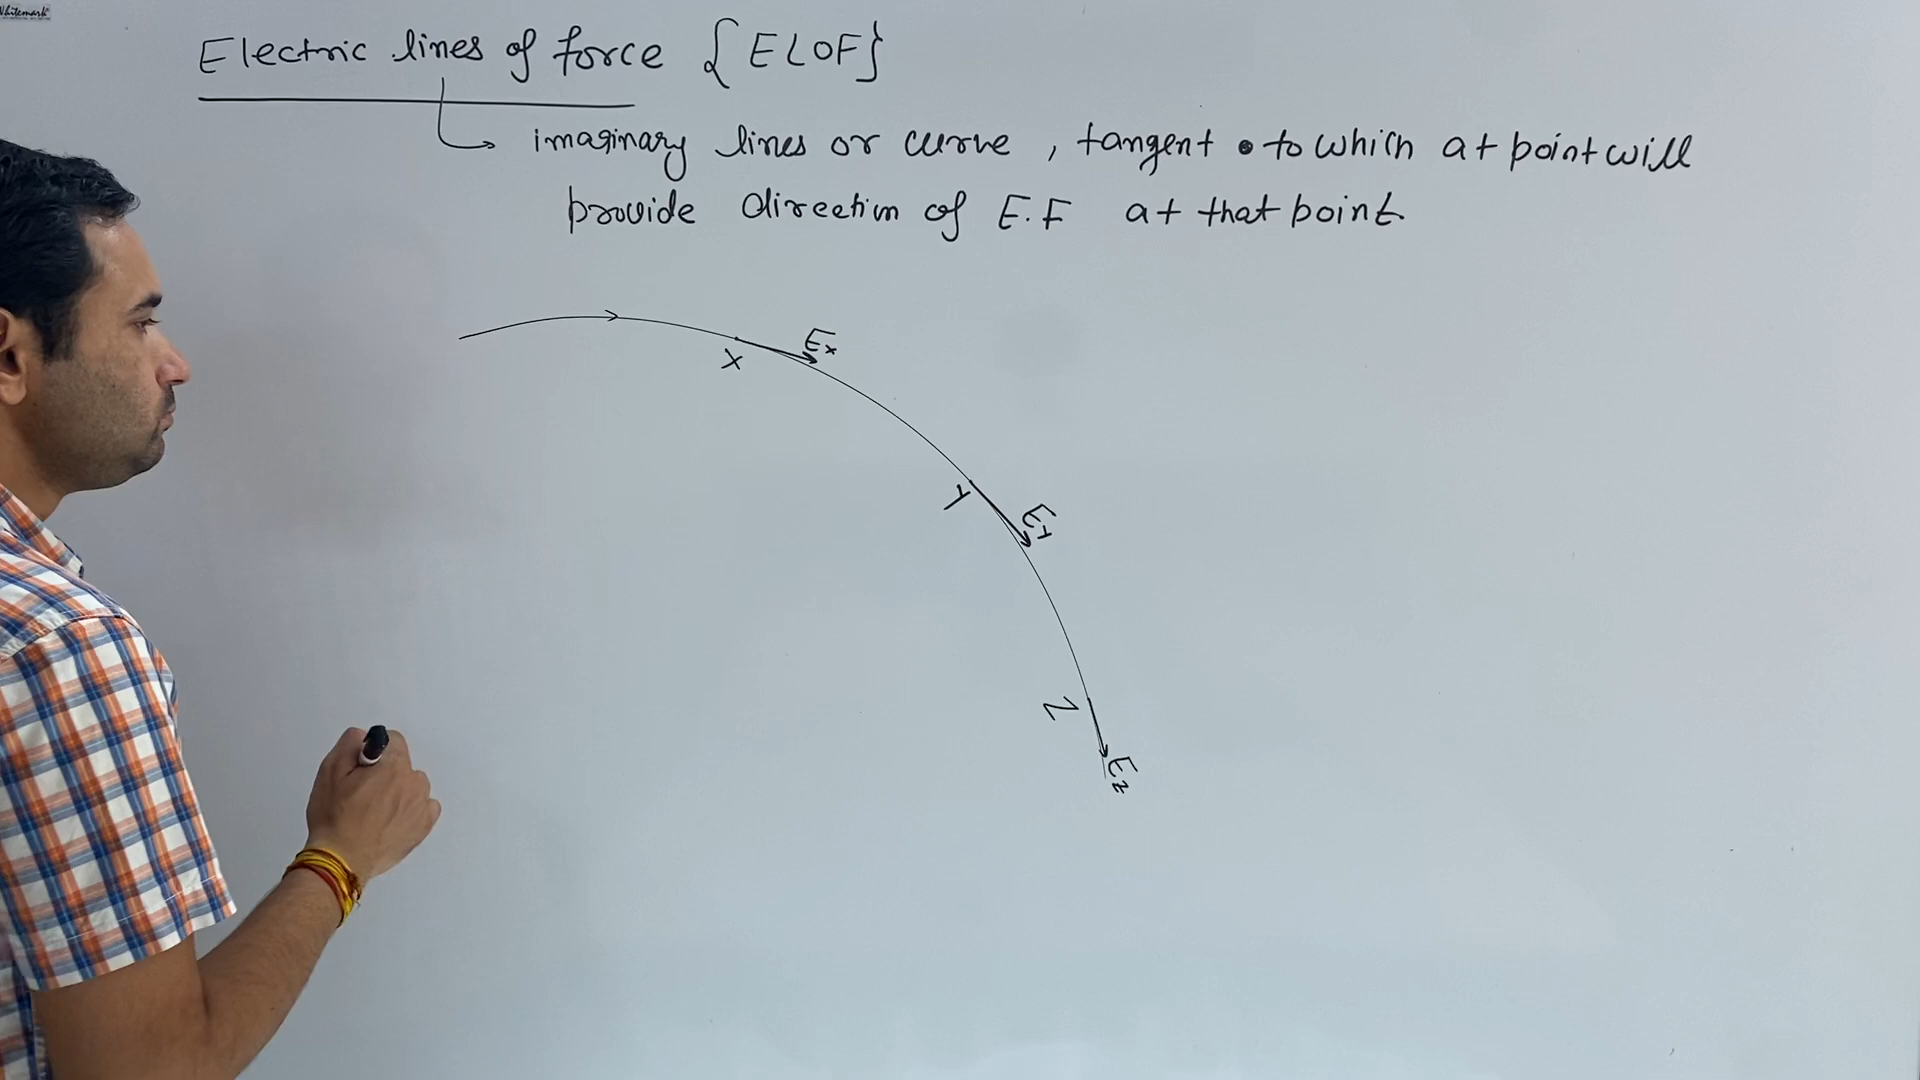 Whitemark
Electric lines of force {ELOF}
imaginary lines or curve, tangent to which at point will
provide direction of E.F at that point.
X
Ex
Y
Ey
Z
Ez